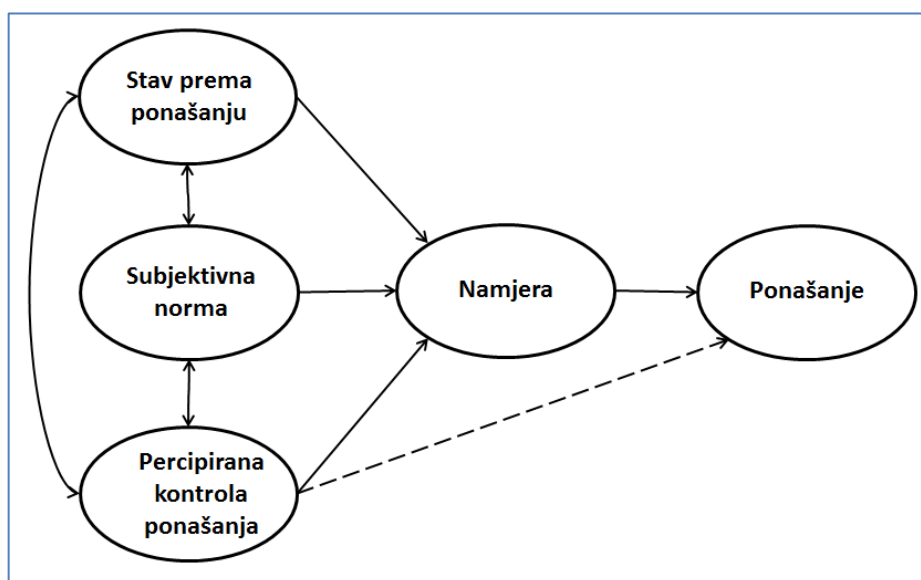 Stav prema
ponašanju
Subjektivna
norma
Namjera
Ponašanje
Percipirana
kontrola
ponašanja